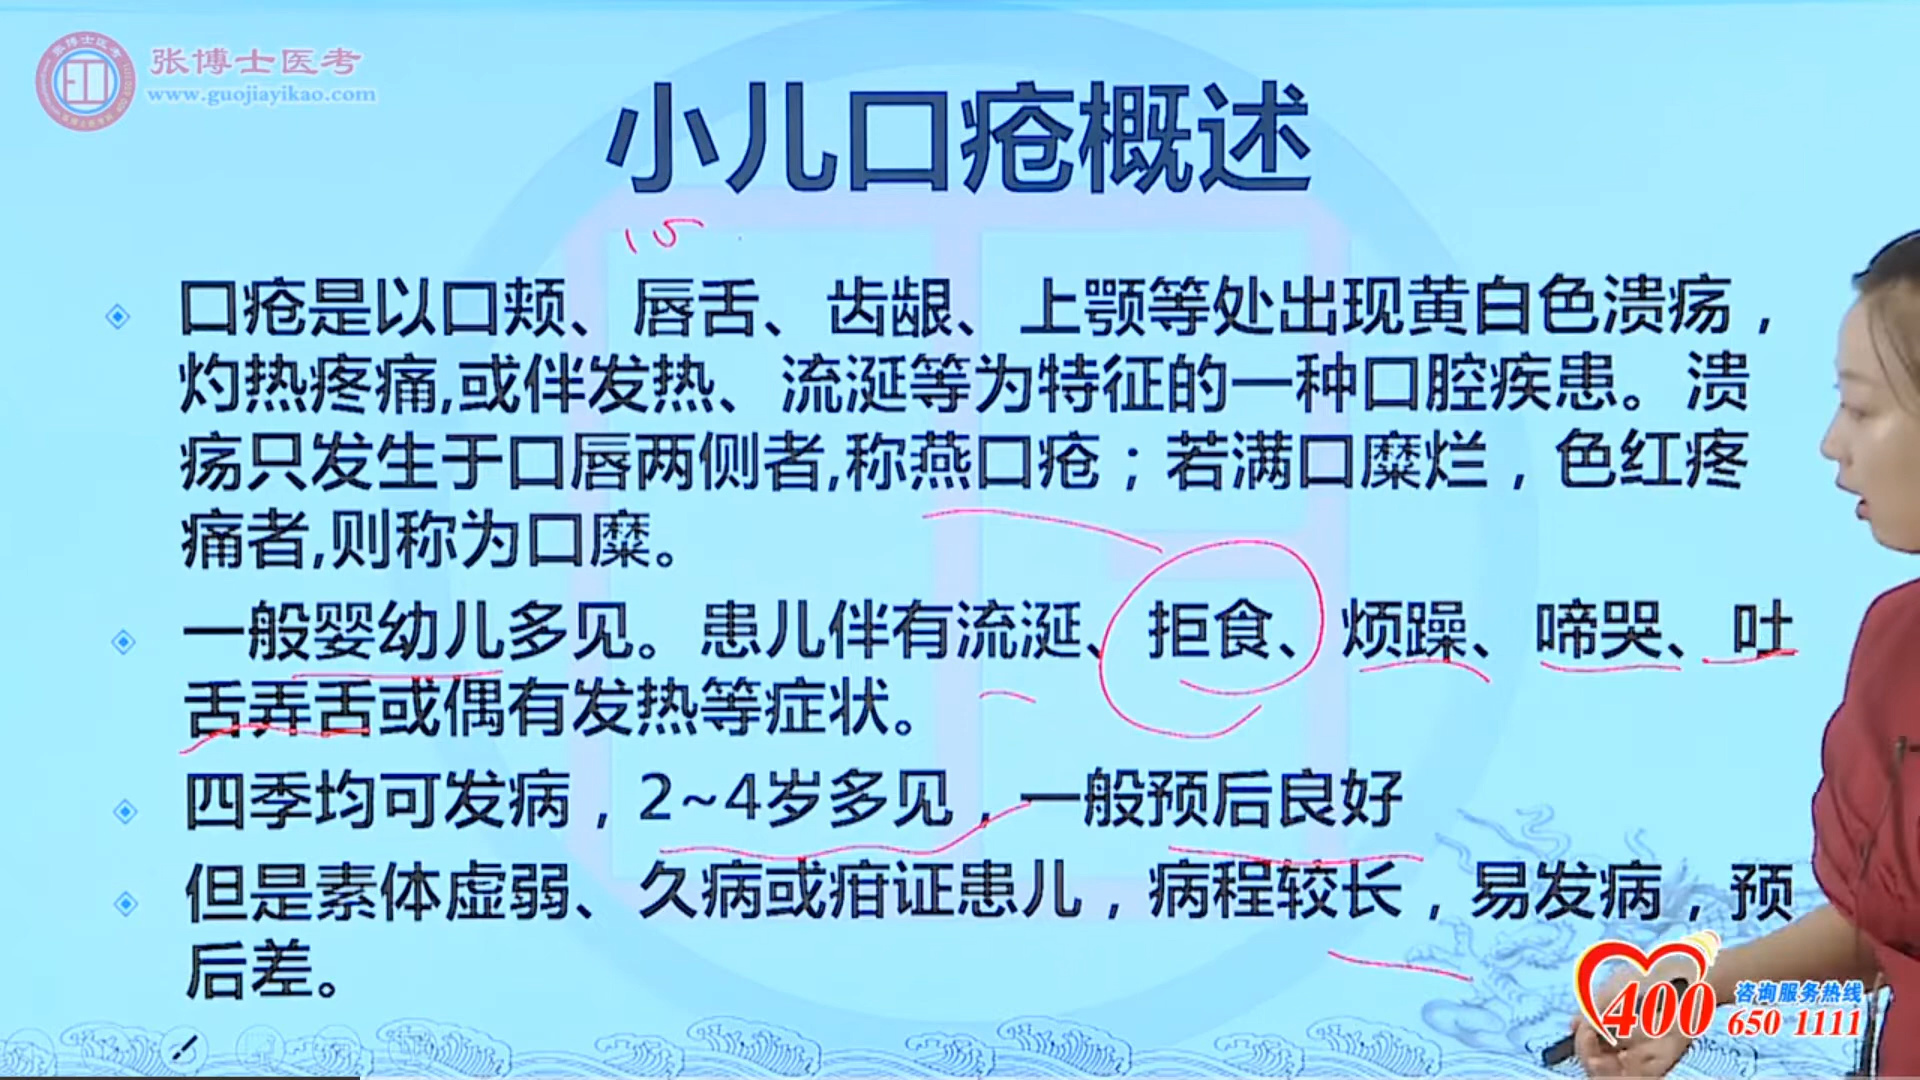 张博士医考
www.guojiayikao.com
小儿口疮概述
口疮是以口颊、唇舌、齿龈、上颚等处出现黄白色溃疡，
灼热疼痛,或伴发热、流涎等为特征的一种口腔疾患。溃
疡只发生于口唇两侧者,称燕口疮；若满口糜烂，色红疼
痛者,则称为口糜。
一般婴幼儿多见。患儿伴有流涎、拒食、烦躁、啼哭、吐
舌弄舌或偶有发热等症状。
四季均可发病，2~4岁多见，一般预后良好
但是素体虚弱、久病或疳证患儿，病程较长，易发病，预
后差。
400 咨询服务热线
650 1111